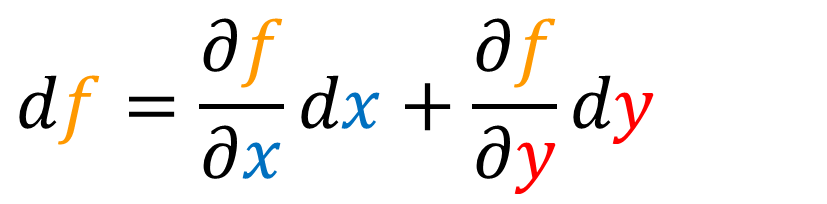 df = ∂f/∂x dx + ∂f/∂y dy